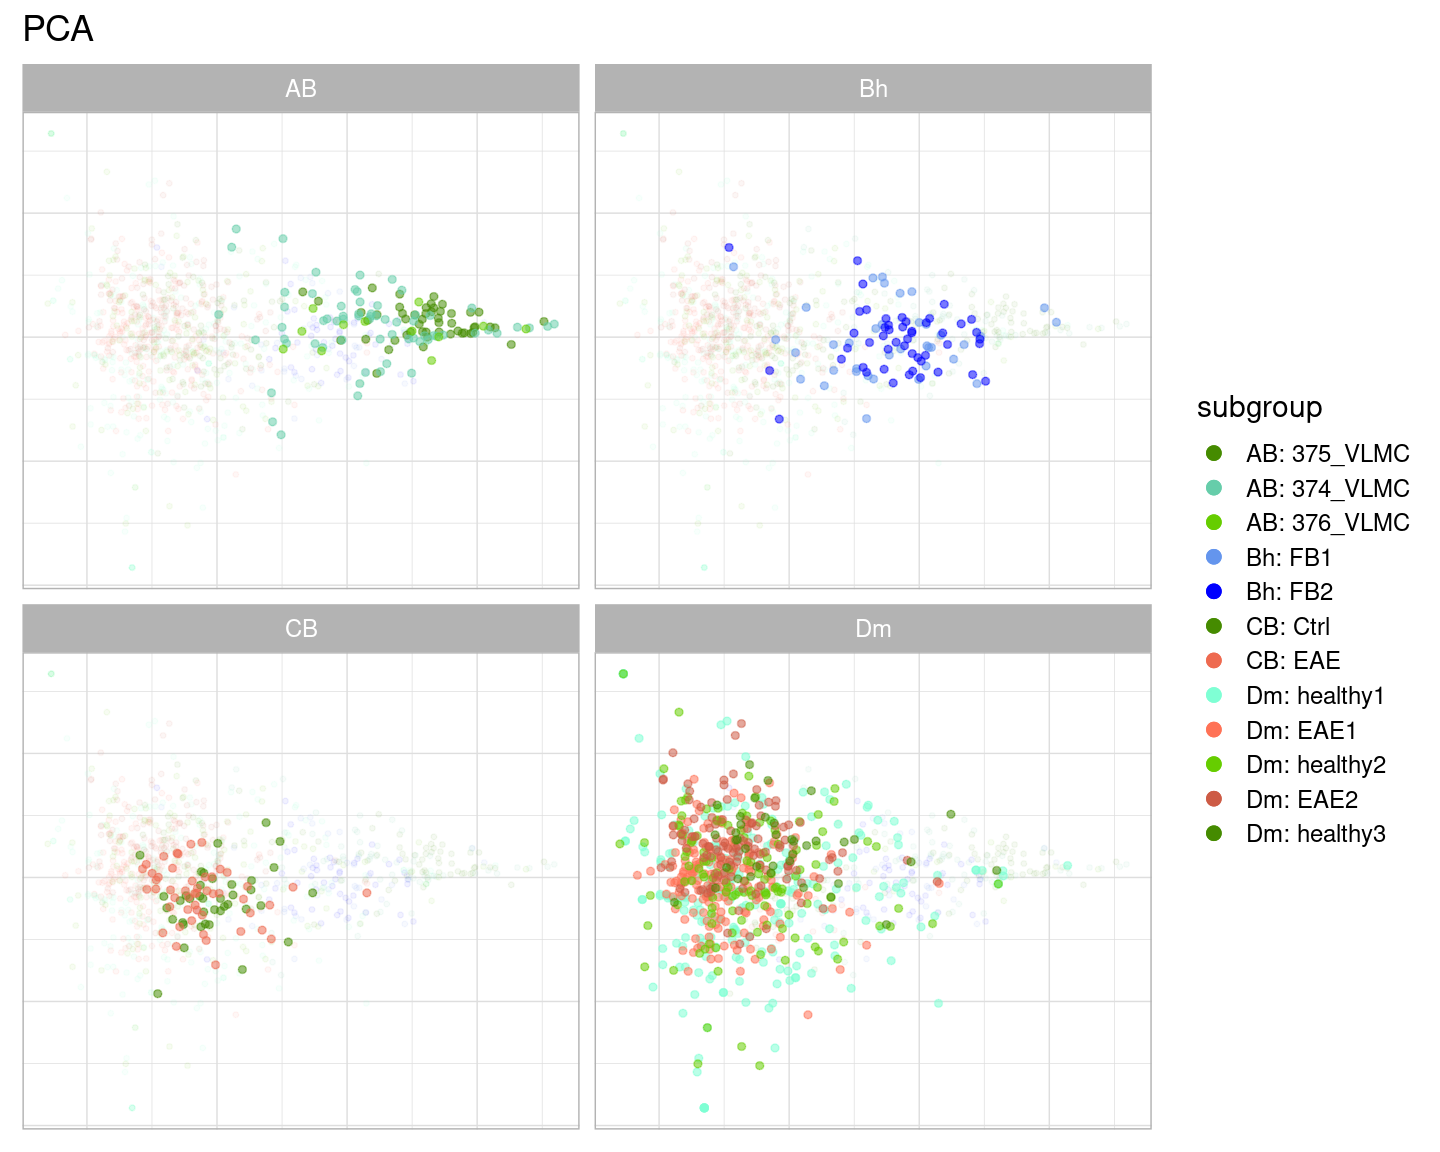 PCA
AB
Bh
CB
Dm
subgroup
AB: 375_VLMC
AB: 374_VLMC
AB: 376_VLMC
Bh: FB1
Bh: FB2
CB: Ctrl
CB: EAE
Dm: healthy1
Dm: EAE1
Dm: healthy2
Dm: EAE2
Dm: healthy3